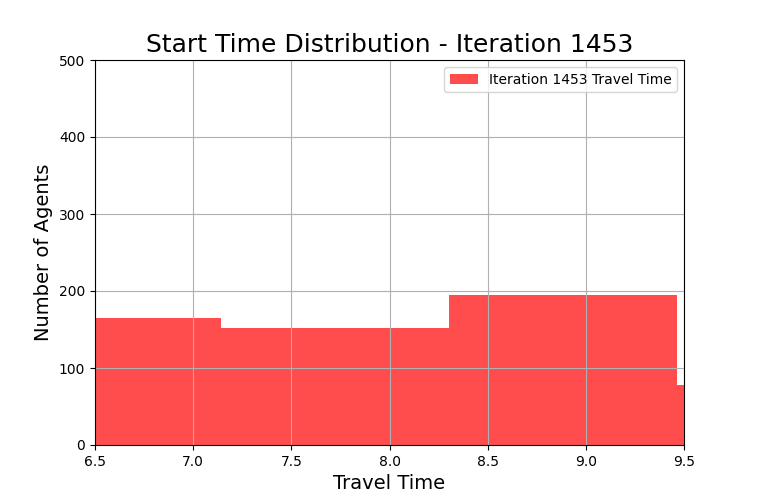 Start Time Distribution - Iteration 1453
Iteration 1453 Travel Time
Number of Agents
500
400
300
200
100
0
6.5 7.0 7.5 8.0 8.5 9.0 9.5
Travel Time